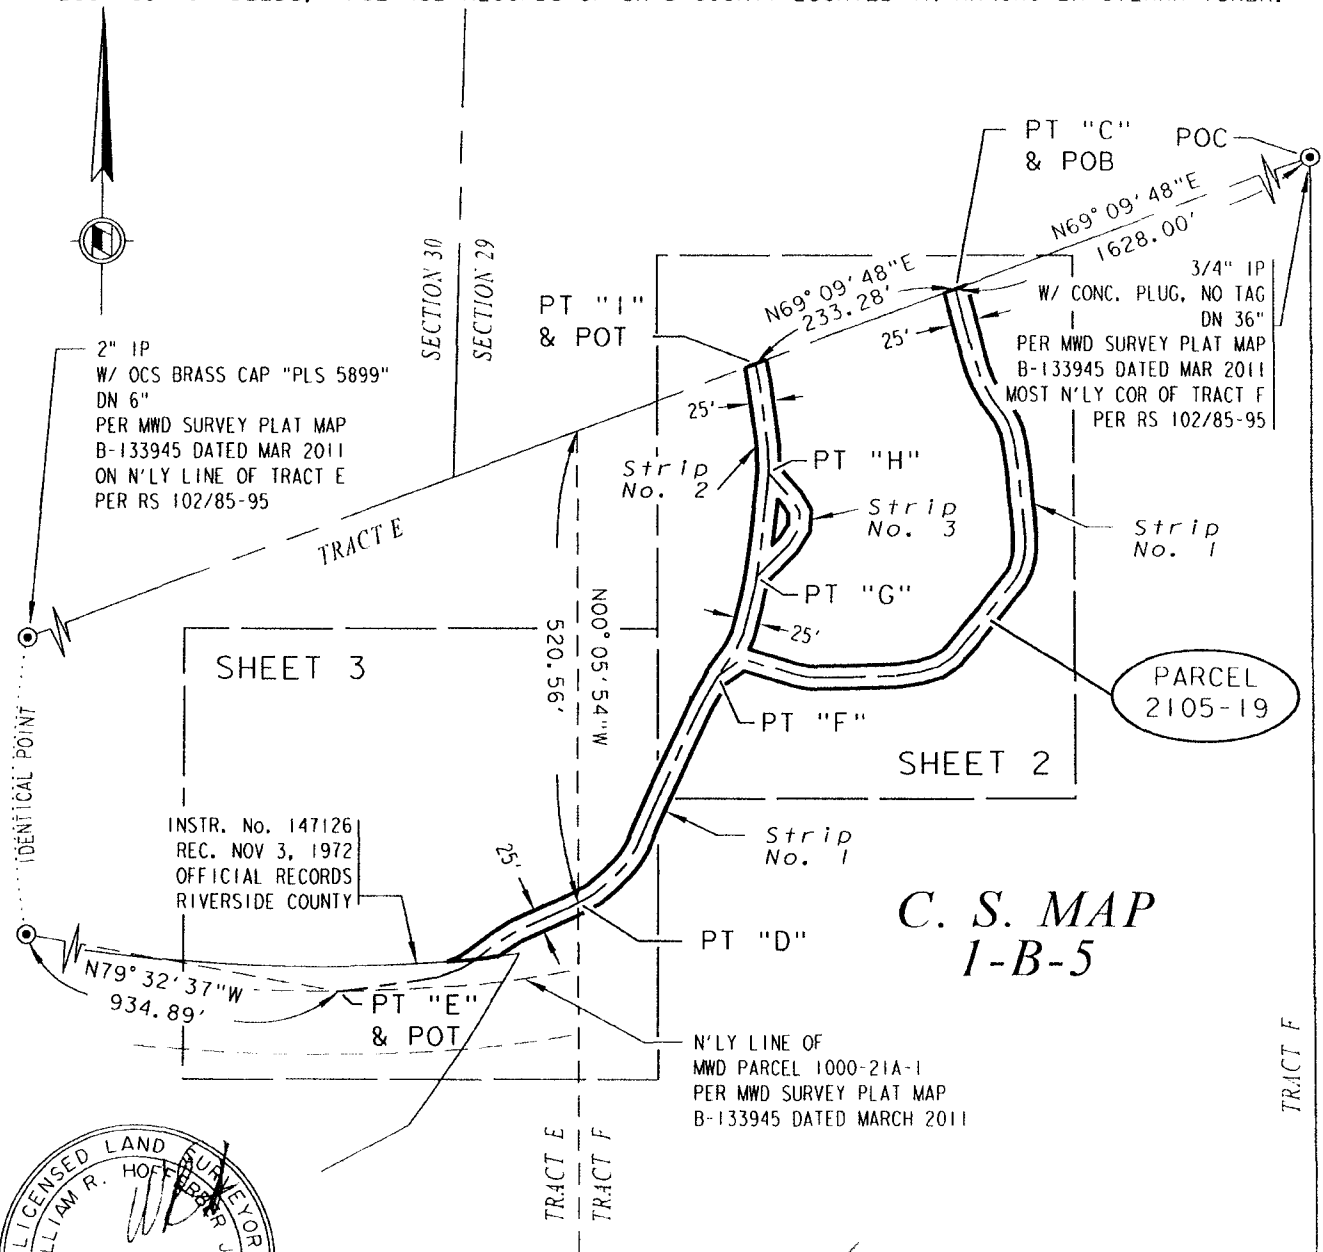 PT "C"
& POB
POC
N69°09'48"E
1628.00'
SECTION 30
SECTION 29
N69°09'48"E
233.28'
PT "I"
& POT
25'
3/4" IP
W/ CONC. PLUG, NO TAG
DN 36"
PER MWD SURVEY PLAT MAP
B-133945 DATED MAR 2011
MOST N'LY COR OF TRACT F
PER RS 102/85-95
2" IP
W/ OCS BRASS CAP "PLS 5899"
DN 6"
PER MWD SURVEY PLAT MAP
B-133945 DATED MAR 2011
ON N'LY LINE OF TRACT E
PER RS 102/85-95
25'
Strip
No. 2
PT "H"
Strip
No. 3
Strip
No. 1
TRACT E
PT "G"
25'
N00°05'54"W
520.56'
SHEET 3
PARCEL
2105-19
PT "F"
SHEET 2
IDENTICAL POINT
INSTR. No. 147126
REC. NOV 3, 1972
OFFICIAL RECORDS
RIVERSIDE COUNTY
25'
Strip
No. 1
C. S. MAP
1-B-5
PT "D"
N79°32'37"W
934.89'
PT "E"
& POT
N'LY LINE OF
MWD PARCEL 1000-21A-1
PER MWD SURVEY PLAT MAP
B-133945 DATED MARCH 2011
TRACT F
TRACT E
TRACT F
LICENSED LAND SURVEYOR